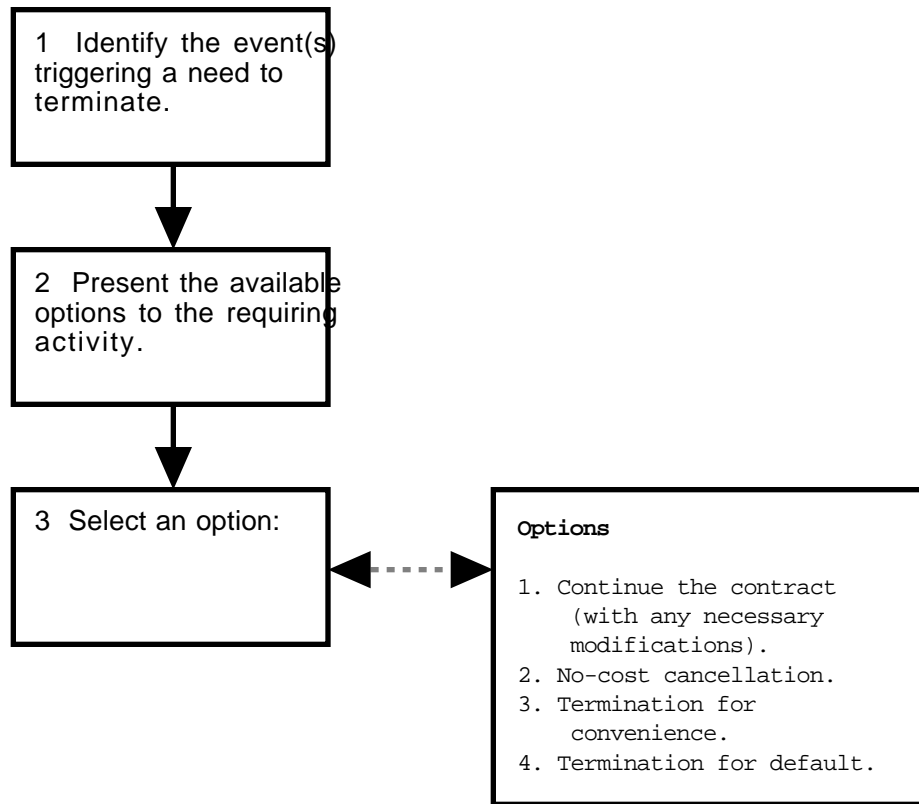 1 Identify the event(s)
triggering a need to
terminate.
2 Present the available
options to the requiring
activity.
3 Select an option:
Options
1. Continue the contract
(with any necessary
modifications).
2. No-cost cancellation.
3. Termination for
convenience.
4. Termination for default.